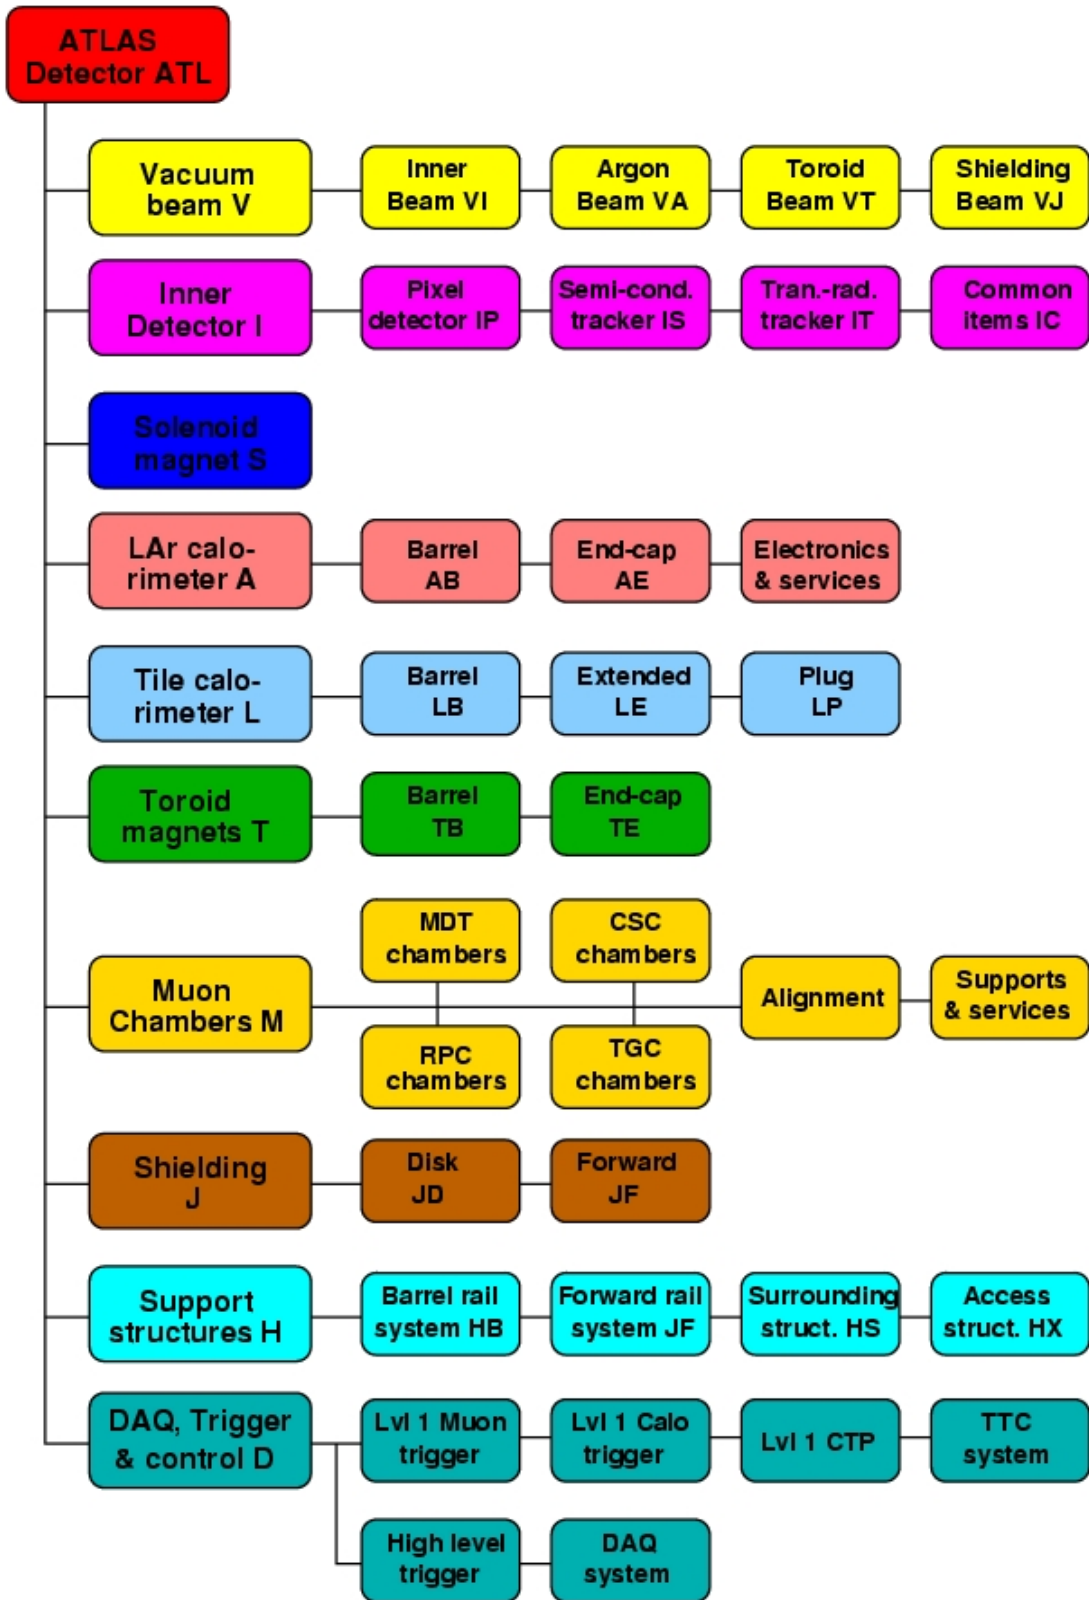 ATLAS
Detector ATL
Vacuum
beam V
Inner
Beam VI
Argon
Beam VA
Toroid
Beam VT
Shielding
Beam VJ
Inner
Detector I
Pixel
detector IP
Semi-cond.
tracker IS
Tran.-rad.
tracker IT
Common
items IC
Solenoid
magnet S
LAr calo-
rimeter A
Barrel
AB
End-cap
AE
Electronics
& services
Tile calo-
rimeter L
Barrel
LB
Extended
LE
Plug
LP
Toroid
magnets T
Barrel
TB
End-cap
TE
Muon
Chambers M
MDT
chambers
CSC
chambers
RPC
chambers
TGC
chambers
Alignment
Supports
& services
Shielding
J
Disk
JD
Forward
JF
Support
structures H
Barrel rail
system HB
Forward rail
system JF
Surrounding
struct. HS
Access
struct. HX
DAQ, Trigger
& control D
Lvl 1 Muon
trigger
Lvl 1 Calo
trigger
Lvl 1 CTP
TTC
system
High level
trigger
DAQ
system